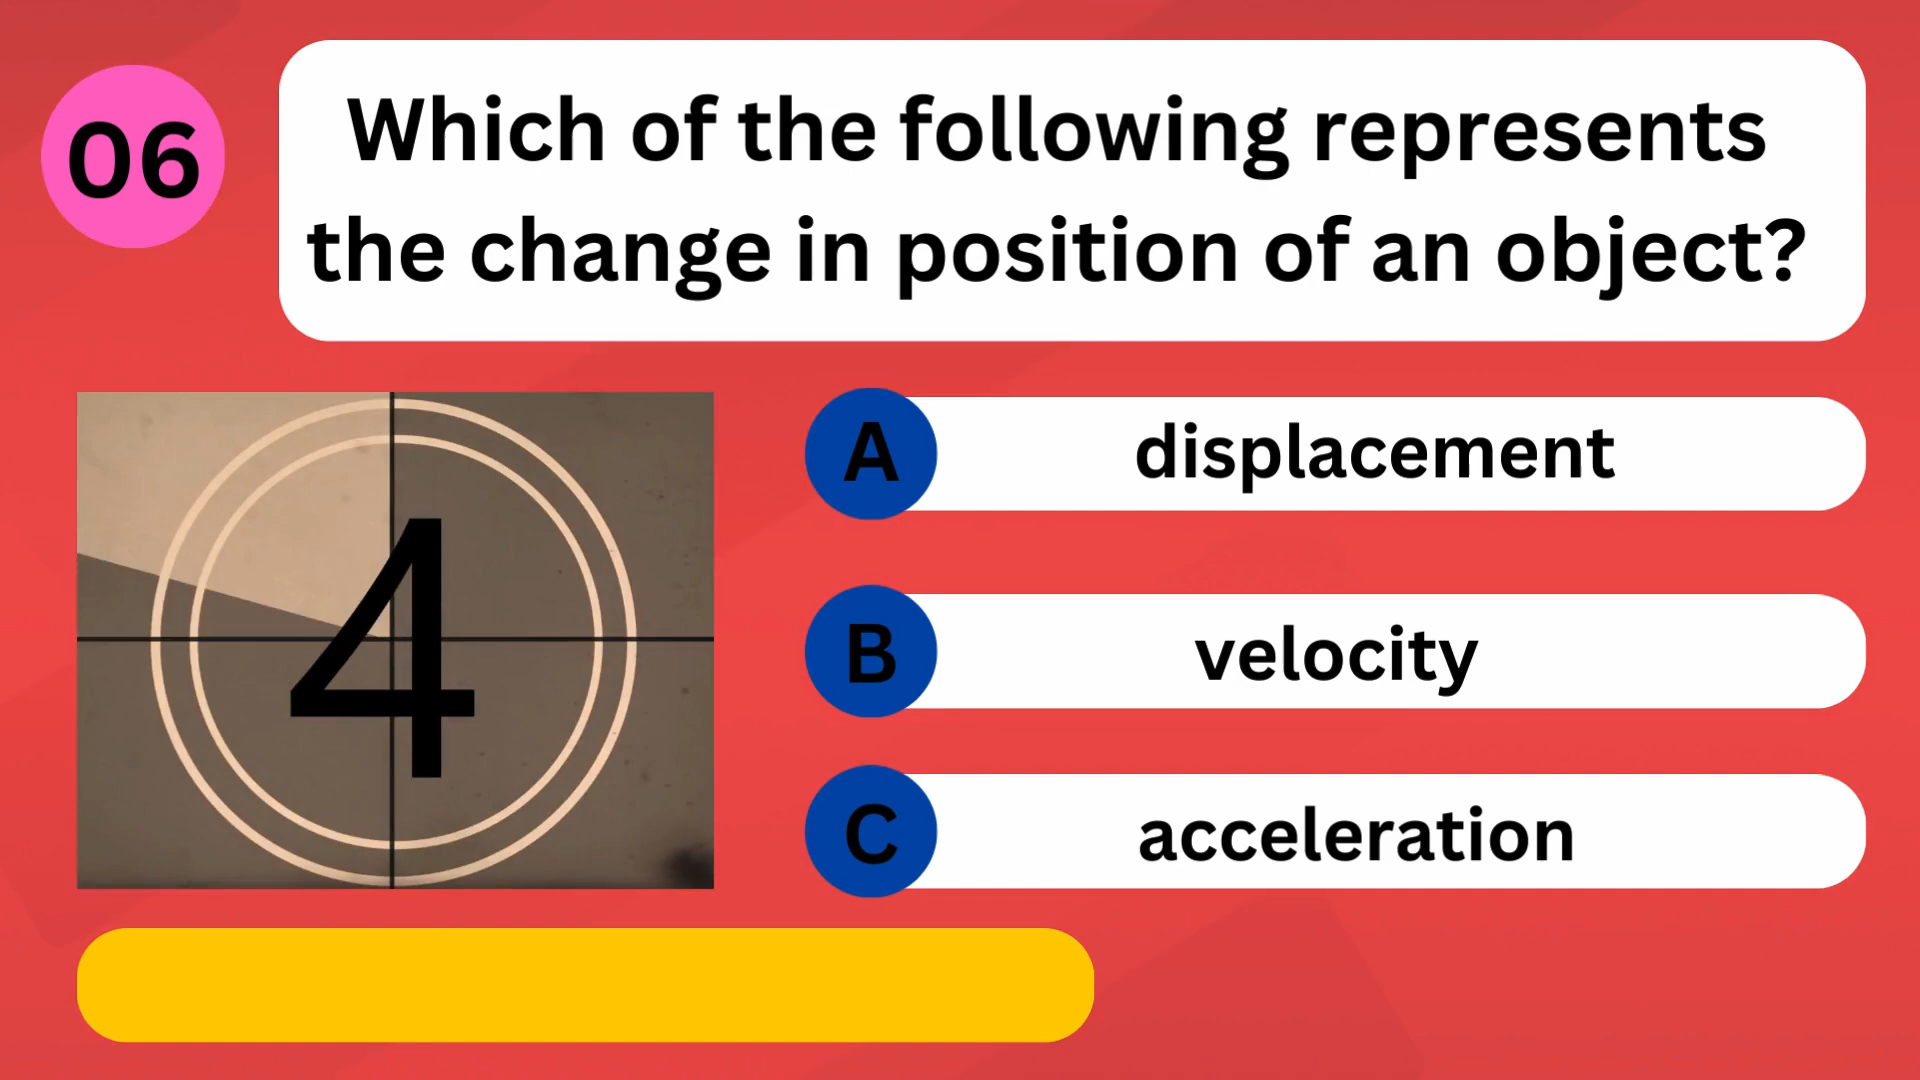 06
Which of the following represents
the change in position of an object?
4
A displacement
B velocity
C acceleration